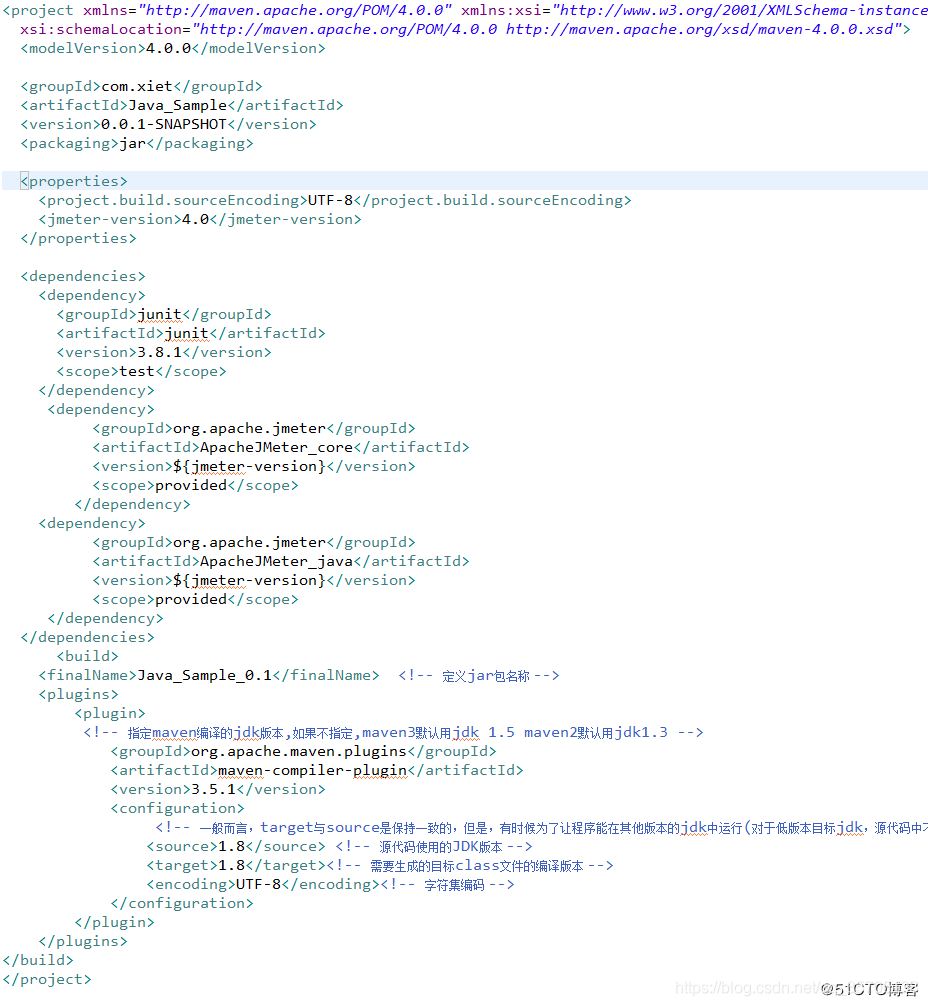 <project xmlns="http://maven.apache.org/POM/4.0.0" xmlns:xsi="http://www.w3.org/2001/XMLSchema-instance
xsi:schemaLocation="http://maven.apache.org/POM/4.0.0 http://maven.apache.org/xsd/maven-4.0.0.xsd">
<modelVersion>4.0.0</modelVersion>
<groupId>com.xiet</groupId>
<artifactId>Java_Sample</artifactId>
<version>0.0.1-SNAPSHOT</version>
<packaging>jar</packaging>
<properties>
<project.build.sourceEncoding>UTF-8</project.build.sourceEncoding>
<jmeter-version>4.0</jmeter-version>
</properties>
<dependencies>
<dependency>
<groupId>junit</groupId>
<artifactId>junit</artifactId>
<version>3.8.1</version>
<scope>test</scope>
</dependency>
<dependency>
<groupId>org.apache.jmeter</groupId>
<artifactId>ApacheJMeter_core</artifactId>
<version>${jmeter-version}</version>
<scope>provided</scope>
</dependency>
<dependency>
<groupId>org.apache.jmeter</groupId>
<artifactId>ApacheJMeter_java</artifactId>
<version>${jmeter-version}</version>
<scope>provided</scope>
</dependency>
</dependencies>
<build>
<finalName>Java_Sample_0.1</finalName> <!-- 定义jar包名称 -->
<plugins>
<plugin>
<!-- 指定maven编译的jdk版本,如果不指定,maven3默认用jdk 1.5 maven2默认用jdk1.3 -->
<groupId>org.apache.maven.plugins</groupId>
<artifactId>maven-compiler-plugin</artifactId>
<version>3.5.1</version>
<configuration>
<!-- 一般而言，target与source是保持一致的，但是，有时候为了让程序能在其他版本的jdk中运行(对于低版本目标jdk，源代码中不
<source>1.8</source> <!-- 源代码使用的JDK版本 -->
<target>1.8</target><!-- 需要生成的目标class文件的编译版本 -->
<encoding>UTF-8</encoding><!-- 字符集编码 -->
</configuration>
</plugin>
</plugins>
</build>
</project>
https://blog.csdn.net/
@51CTO博客